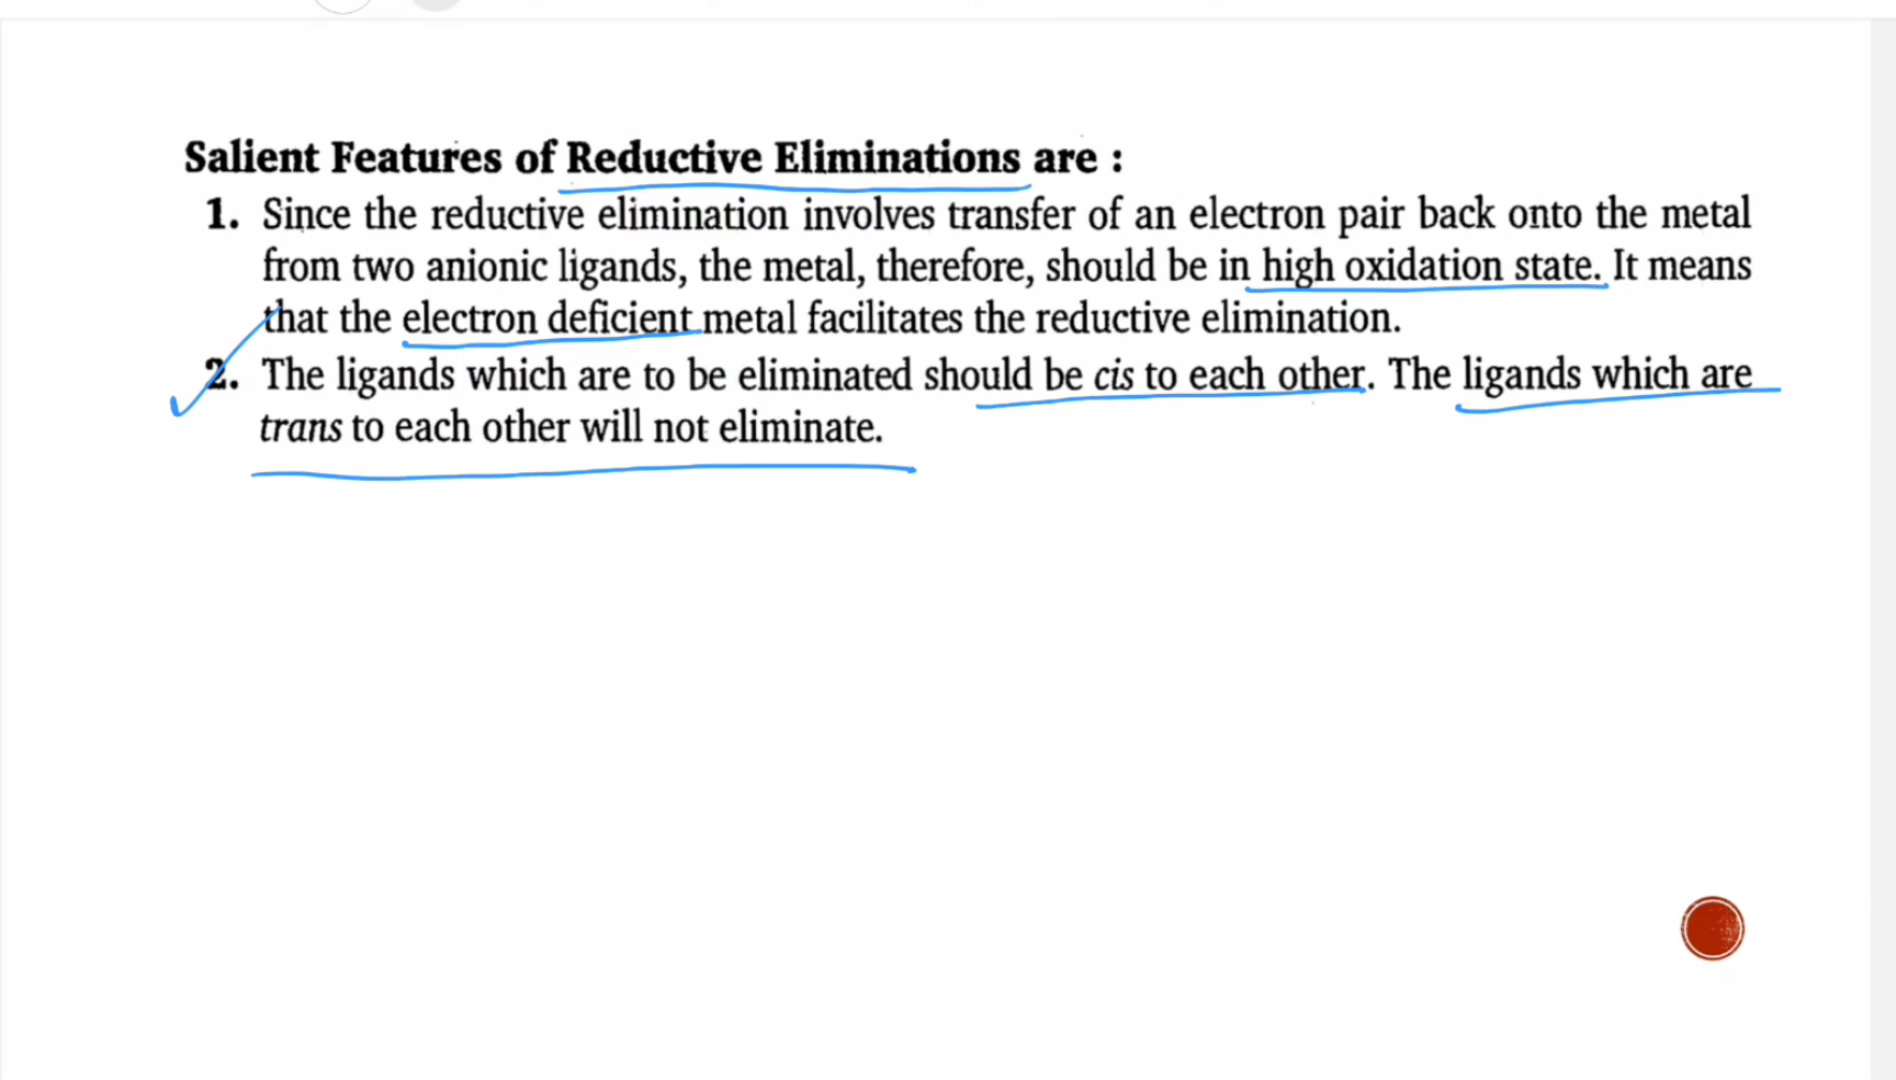 Salient Features of Reductive Eliminations are :
1. Since the reductive elimination involves transfer of an electron pair back onto the metal
from two anionic ligands, the metal, therefore, should be in high oxidation state. It means
that the electron deficient metal facilitates the reductive elimination.
2. The ligands which are to be eliminated should be cis to each other. The ligands which are
trans to each other will not eliminate.